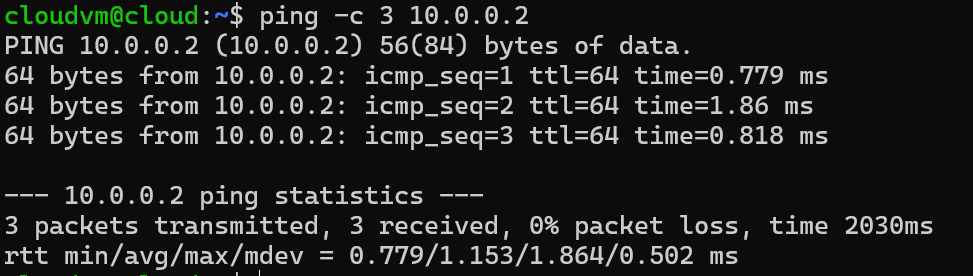 cloudvm@cloud:~$ ping -c 3 10.0.0.2
PING 10.0.0.2 (10.0.0.2) 56(84) bytes of data.
64 bytes from 10.0.0.2: icmp_seq=1 ttl=64 time=0.779 ms
64 bytes from 10.0.0.2: icmp_seq=2 ttl=64 time=1.86 ms
64 bytes from 10.0.0.2: icmp_seq=3 ttl=64 time=0.818 ms
--- 10.0.0.2 ping statistics ---
3 packets transmitted, 3 received, 0% packet loss, time 2030ms
rtt min/avg/max/mdev = 0.779/1.153/1.864/0.502 ms